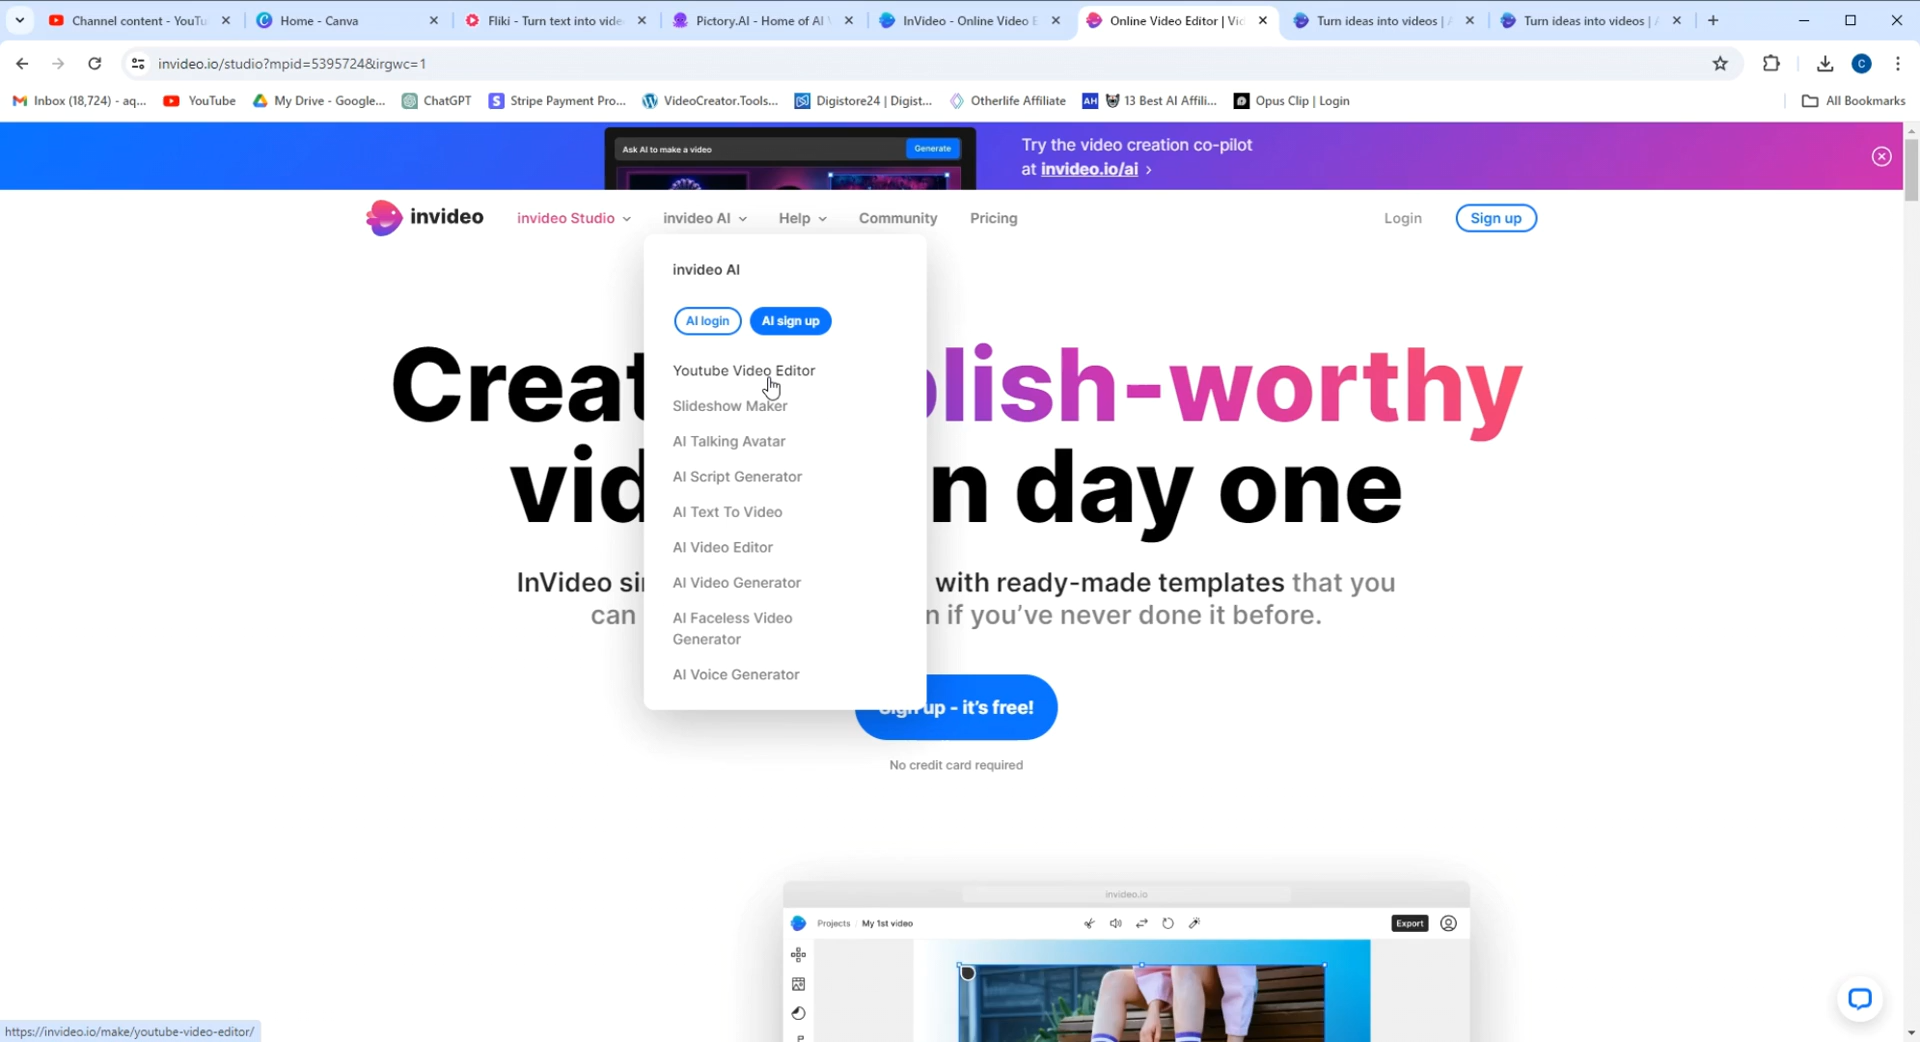 Channel content - YouTu
Home - Canva
Fliki - Turn text into vide
Pictory.AI - Home of AI V
InVideo - Online Video E
Online Video Editor | Vid
Turn ideas into videos | A
Turn ideas into videos | A
invideo.io/studio?mpid=5395724&irgwc=1
C
Inbox (18,724) - aq...
YouTube
My Drive - Google...
ChatGPT
S
Stripe Payment Pro...
VideoCreator.Tools...
Digistore24 | Digist...
Otherlife Affiliate
AH
13 Best AI Affili...
Opus Clip | Login
All Bookmarks
Ask AI to make a video
Generate
Try the video creation co-pilot
at invideo.io/ai ›
invideo
invideo Studio
invideo AI
Help
Community
Pricing
Login
Sign up
invideo AI
AI login
AI sign up
Youtube Video Editor
Slideshow Maker
AI Talking Avatar
AI Script Generator
AI Text To Video
AI Video Editor
AI Video Generator
AI Faceless Video
Generator
AI Voice Generator
Creat lish-worthy
vid n day one
InVideo si with ready-made templates that you
can n if you've never done it before.
Sign up - it's free!
No credit card required
invideo.io
Projects / My 1st video
Export
https://invideo.io/make/youtube-video-editor/